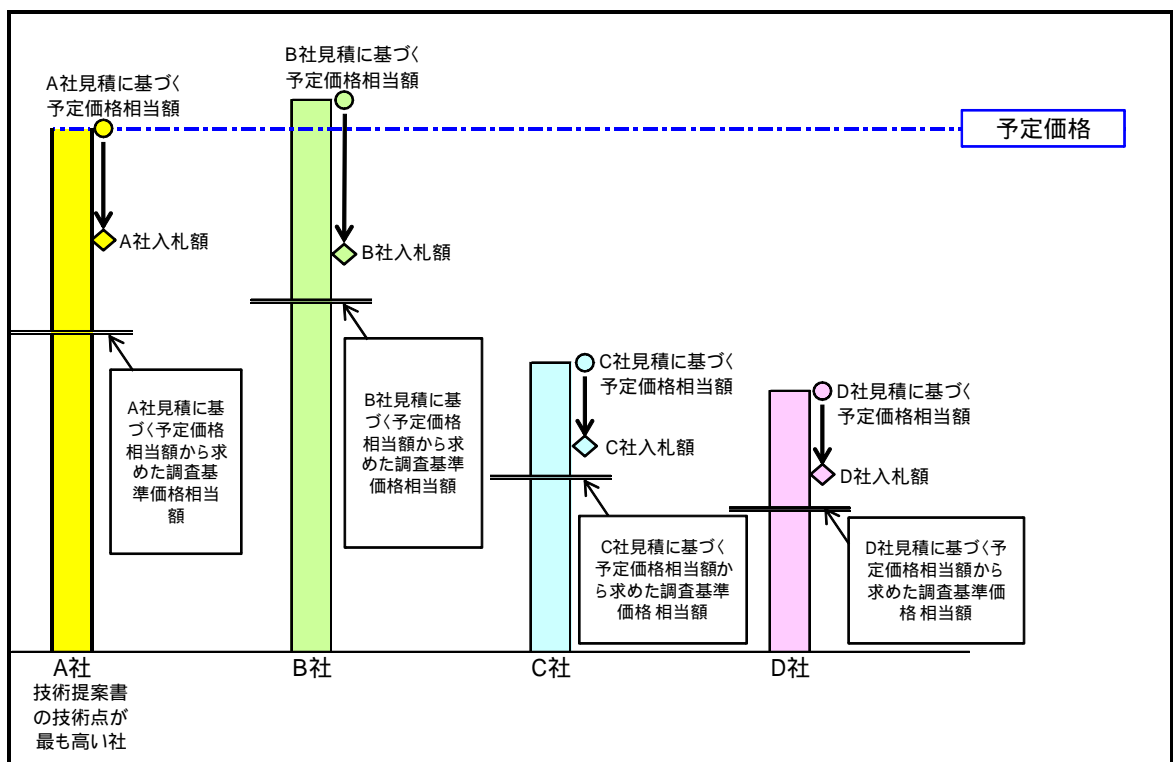 A社見積に基づく
予定価格相当額
B社見積に基づく
予定価格相当額
予定価格
A社入札額
B社入札額
C社見積に基づく
予定価格相当額
D社見積に基づく
予定価格相当額
C社入札額
D社入札額
A社見積に基
づく予定価格
相当額から求
めた調査基
準価格相当
額
B社見積に基
づく予定価格
相当額から求
めた調査基準
価格相当額
C社見積に基づく
予定価格相当額か
ら求めた調査基準
価格 相当額
D社見積に基づく予
定価格相当額から
求めた調査基準価
格 相当額
A社
B社
C社
D社
技術提案書
の技術点が
最も高い社